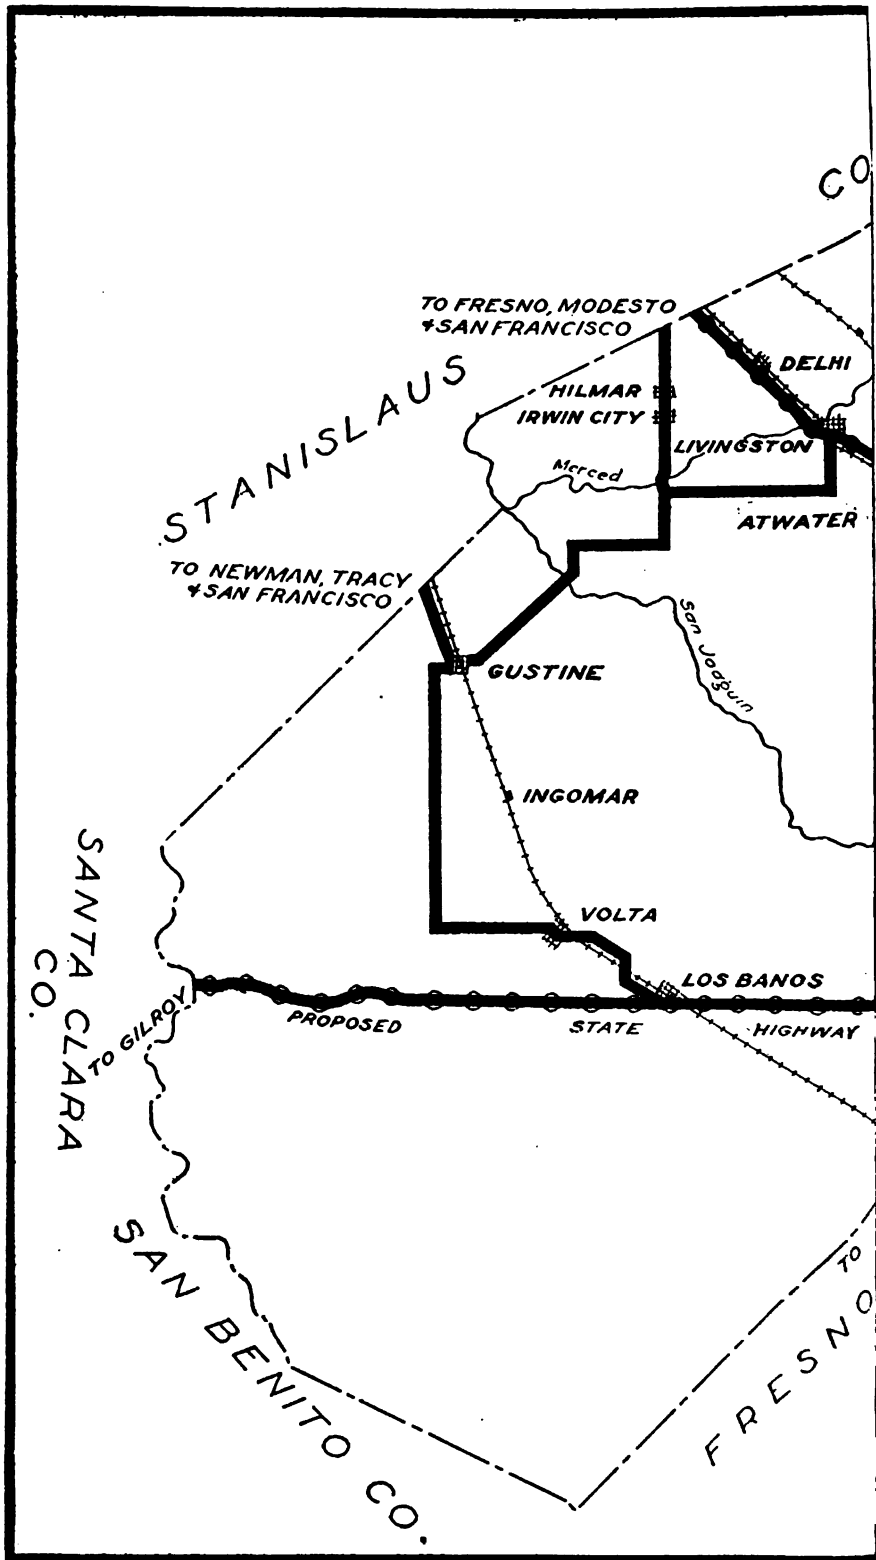 CO
TO FRESNO, MODESTO
& SAN FRANCISCO
DELHI
HILMAR
IRWIN CITY
LIVINGSTON
STANISLAUS
Merced
ATWATER
TO NEWMAN, TRACY
& SAN FRANCISCO
San Joaquin
GUSTINE
INGOMAR
VOLTA
LOS BANOS
SANTA CLARA
CO.
TO GILROY
PROPOSED STATE HIGHWAY
SAN BENITO CO.
TO
FRESNO